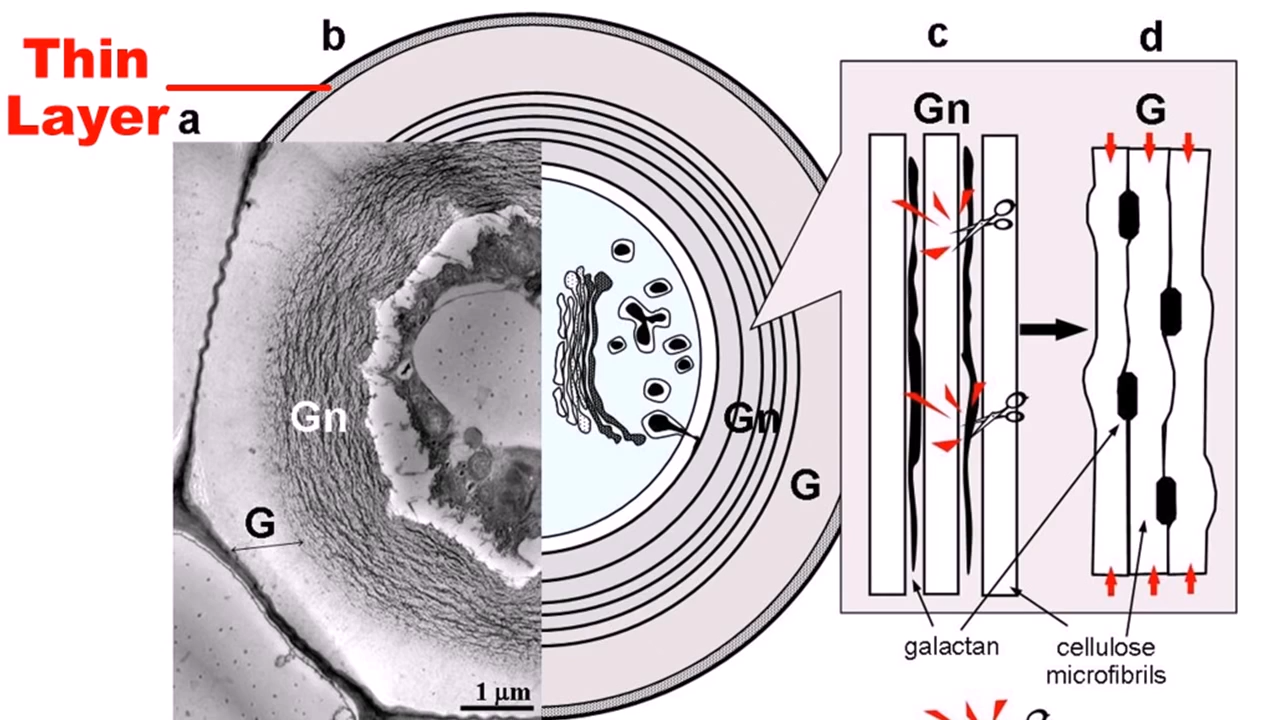 Thin
Layer
a
b
c
d
Gn
G
Gn
G
Gn
G
1 μm
galactan
cellulose
microfibrils